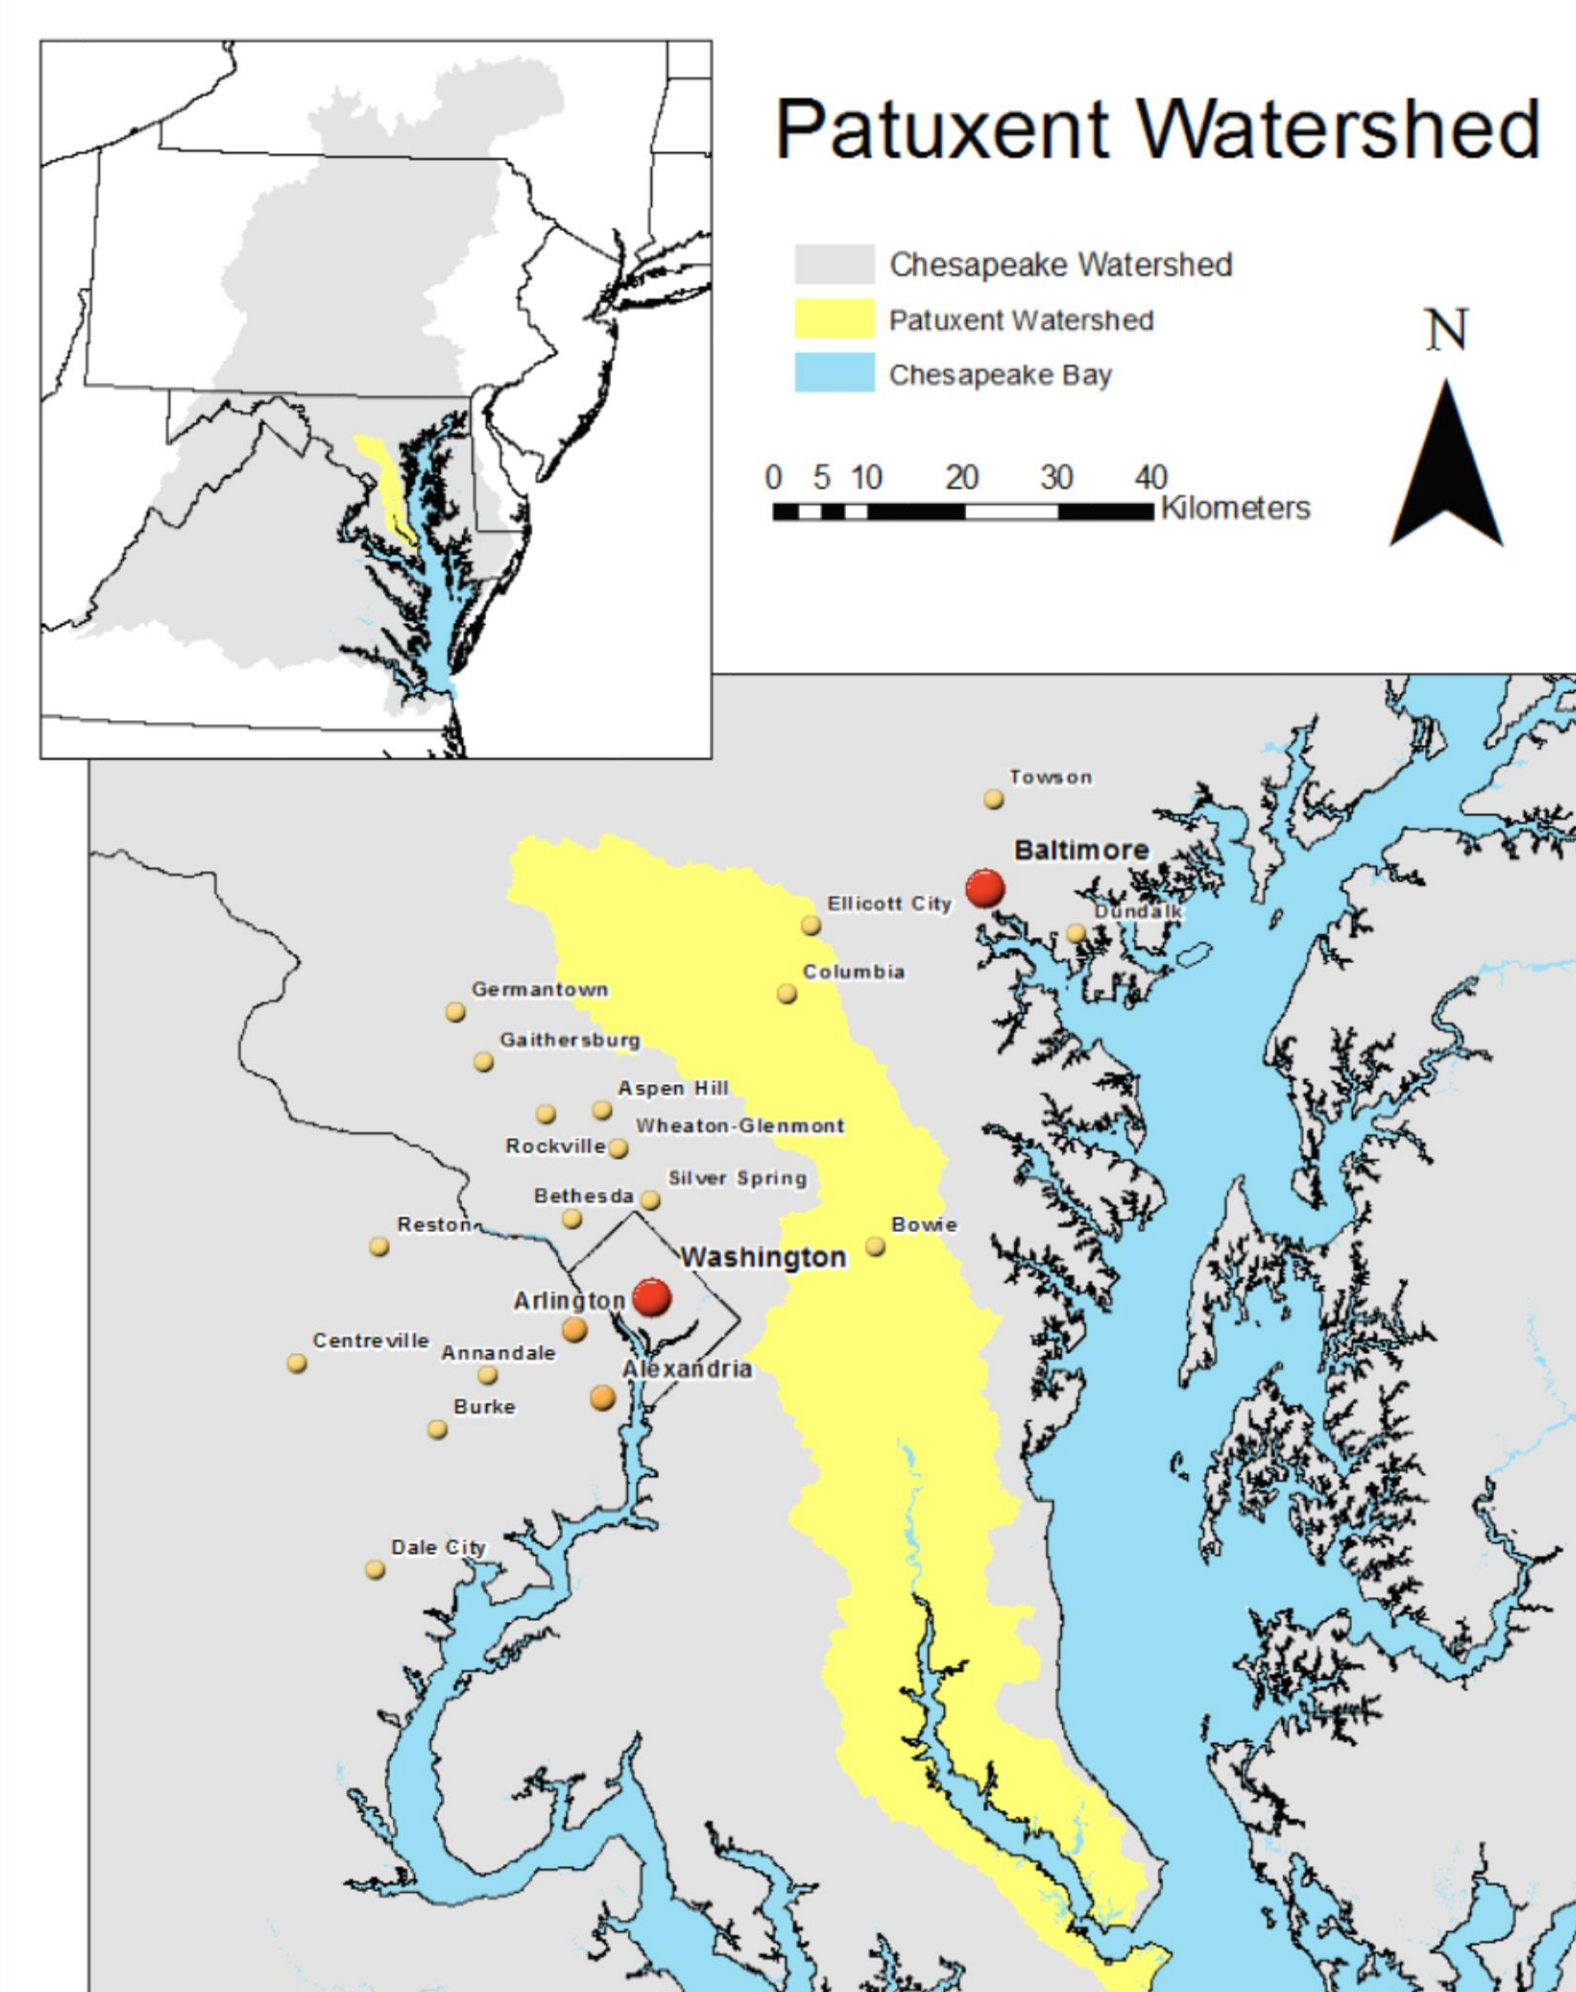 Patuxent Watershed
Chesapeake Watershed
Patuxent Watershed
Chesapeake Bay
N
0 5 10 20 30 40
Kilometers
Towson
Baltimore
Ellicott City
Dundalk
Columbia
Germantown
Gaithersburg
Aspen Hill
Wheaton-Glenmont
Rockville
Silver Spring
Bethesda
Reston
Bowie
Washington
Arlington
Centreville
Annandale
Alexandria
Burke
Dale City